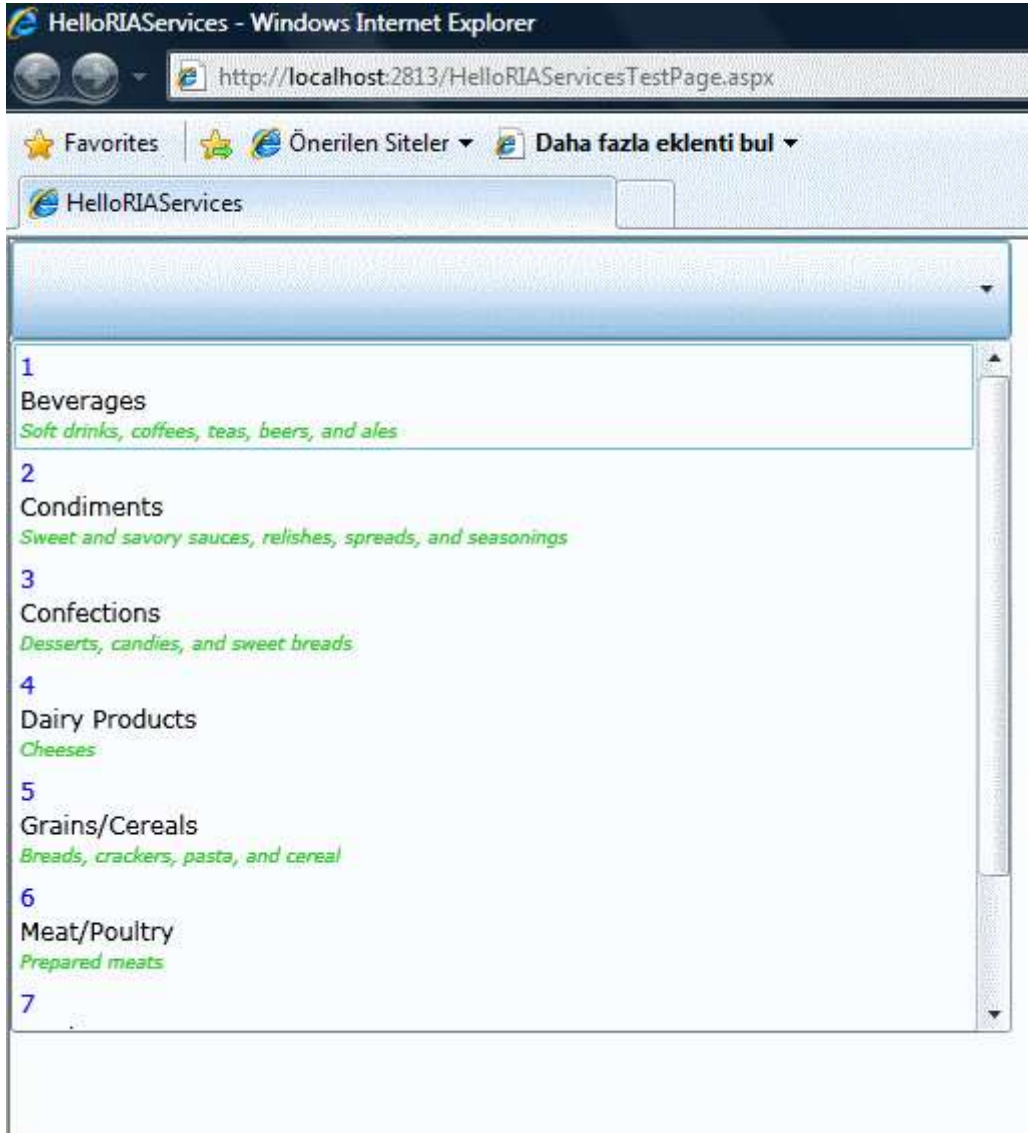 HelloRIAServices - Windows Internet Explorer
http://localhost:2813/HelloRIAServicesTestPage.aspx
Favorites Önerilen Siteler Daha fazla eklenti bul
HelloRIAServices
1
Beverages
Soft drinks, coffees, teas, beers, and ales
2
Condiments
Sweet and savory sauces, relishes, spreads, and seasonings
3
Confections
Desserts, candies, and sweet breads
4
Dairy Products
Cheeses
5
Grains/Cereals
Breads, crackers, pasta, and cereal
6
Meat/Poultry
Prepared meats
7